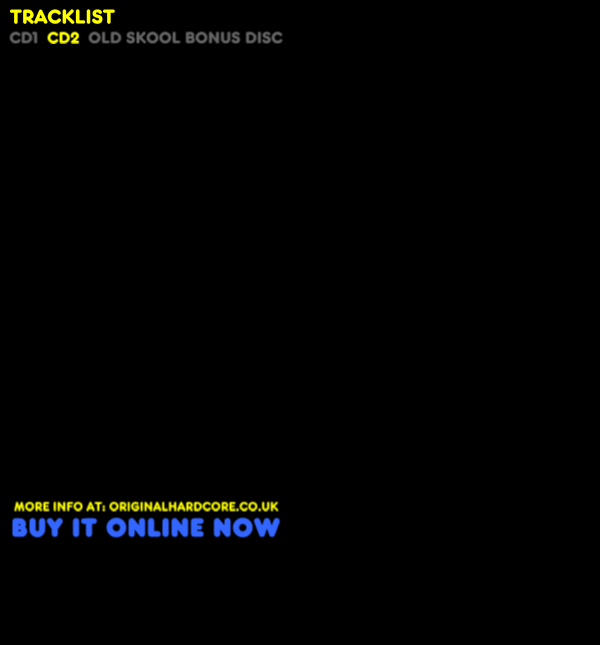 TRACKLIST
CD1 CD2 OLD SKOOL BONUS DISC
MORE INFO AT: ORIGINALHARDCORE.CO.UK
BUY IT ONLINE NOW